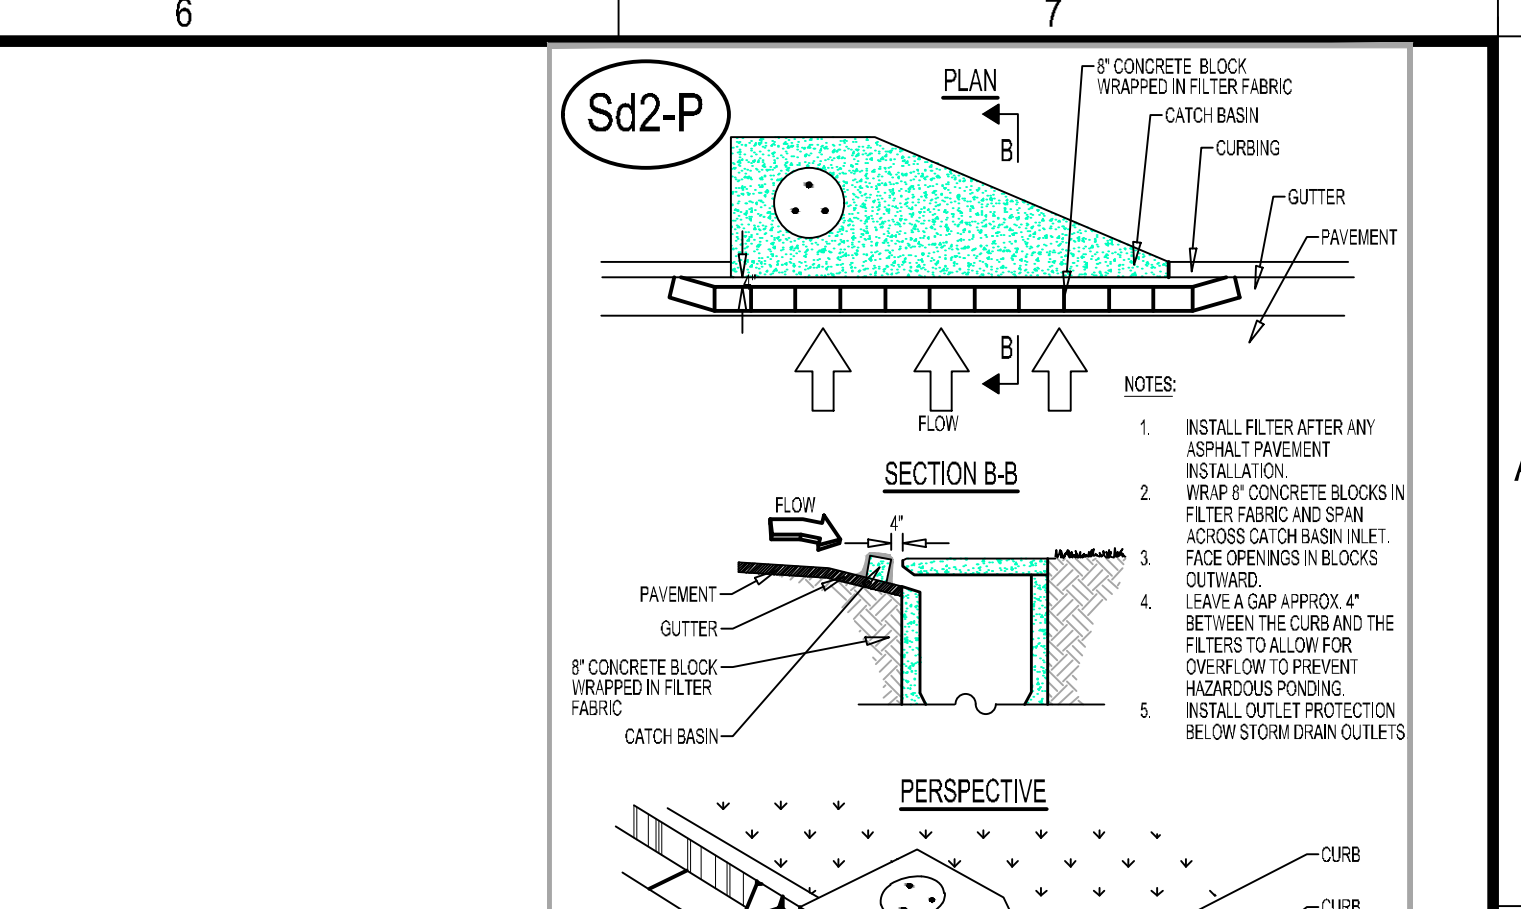 6
7
Sd2-P
PLAN
8" CONCRETE BLOCK
WRAPPED IN FILTER FABRIC
CATCH BASIN
B
CURBING
GUTTER
PAVEMENT
4"
B
FLOW
NOTES:
1. INSTALL FILTER AFTER ANY
ASPHALT PAVEMENT
INSTALLATION.
2. WRAP 8" CONCRETE BLOCKS IN
FILTER FABRIC AND SPAN
ACROSS CATCH BASIN INLET.
3. FACE OPENINGS IN BLOCKS
OUTWARD.
4. LEAVE A GAP APPROX. 4"
BETWEEN THE CURB AND THE
FILTERS TO ALLOW FOR
OVERFLOW TO PREVENT
HAZARDOUS PONDING.
5. INSTALL OUTLET PROTECTION
BELOW STORM DRAIN OUTLETS
SECTION B-B
FLOW
4"
PAVEMENT
GUTTER
8" CONCRETE BLOCK
WRAPPED IN FILTER
FABRIC
CATCH BASIN
PERSPECTIVE
CURB
CURB